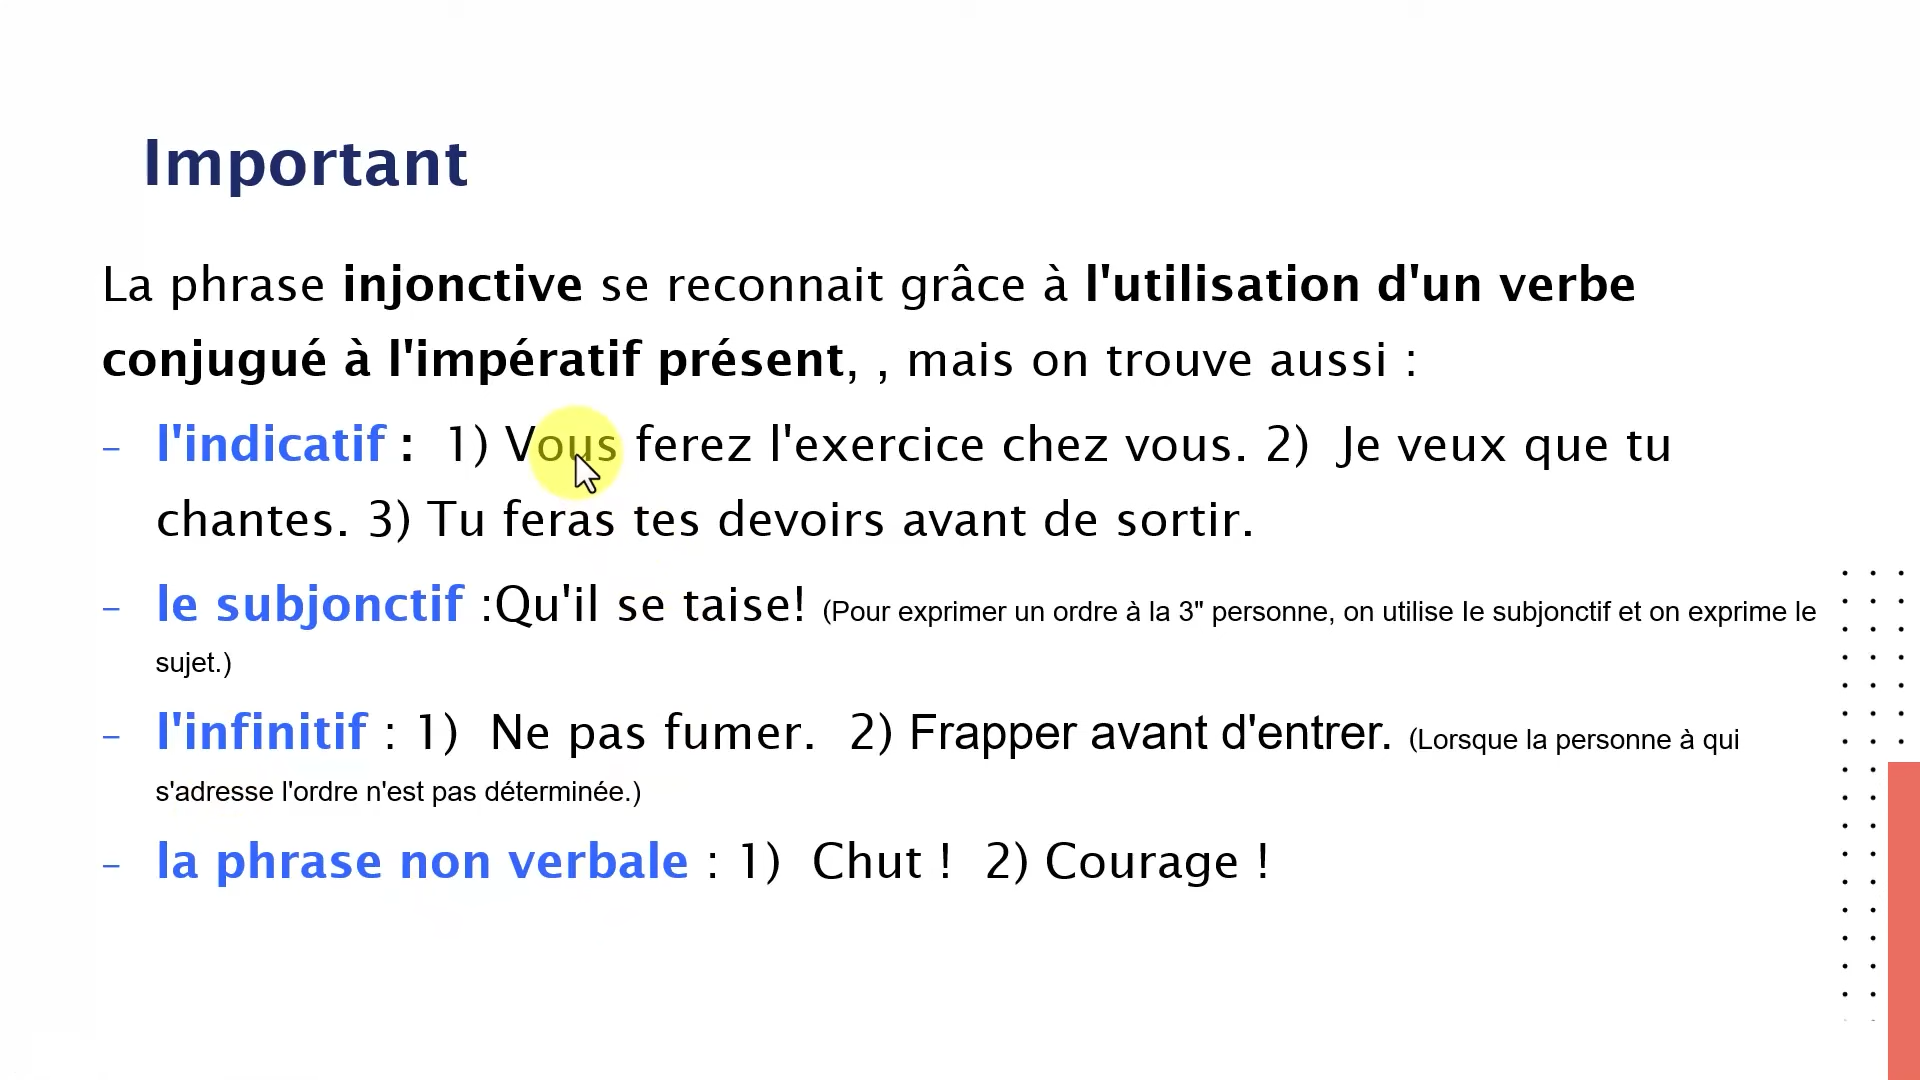 Important
La phrase injonctive se reconnait grâce à l'utilisation d'un verbe
conjugué à l'impératif présent, , mais on trouve aussi :
- l'indicatif : 1) Vous ferez l'exercice chez vous. 2) Je veux que tu
chantes. 3) Tu feras tes devoirs avant de sortir.
- le subjonctif :Qu'il se taise! (Pour exprimer un ordre à la 3" personne, on utilise le subjonctif et on exprime le
sujet.)
- l'infinitif : 1) Ne pas fumer. 2) Frapper avant d'entrer. (Lorsque la personne à qui
s'adresse l'ordre n'est pas déterminée.)
- la phrase non verbale : 1) Chut ! 2) Courage !